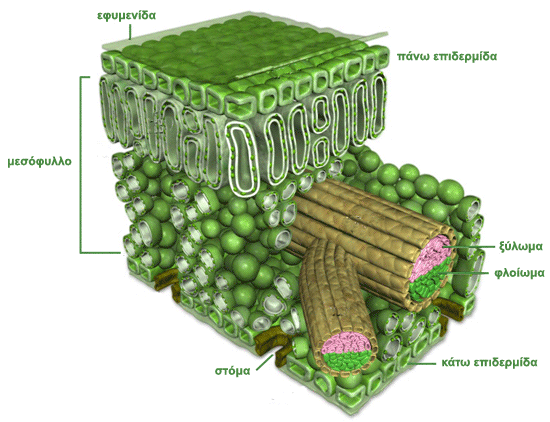 εφυμενίδα
πάνω επιδερμίδα
μεσόφυλλο
ξύλωμα
φλοίωμα
στόμα
κάτω επιδερμίδα